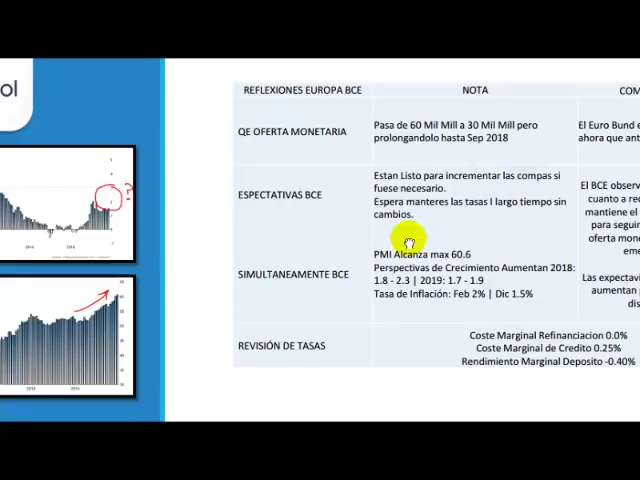 ol
REFLEXIONES EUROPA BCE
NOTA
COM
QE OFERTA MONETARIA
Pasa de 60 Mil Mill a 30 Mil Mill pero
prolongandolo hasta Sep 2018
El Euro Bund e
ahora que ant
ESPECTATIVAS BCE
Estan Listo para incrementar las compas si
fuese necesario.
Espera manteres las tasas I largo tiempo sin
cambios.
El BCE observ
cuanto a rec
mantiene el
para seguir
oferta mone
eme
SIMULTANEAMENTE BCE
PMI Alcanza max 60.6
Perspectivas de Crecimiento Aumentan 2018:
1.8 - 2.3 | 2019: 1.7 - 1.9
Tasa de Inflación: Feb 2% | Dic 1.5%
Las expectavi
aumentan p
dis
REVISIÓN DE TASAS
Coste Marginal Refinanciacion 0.0%
Coste Marginal de Credito 0.25%
Rendimiento Marginal Deposito -0.40%